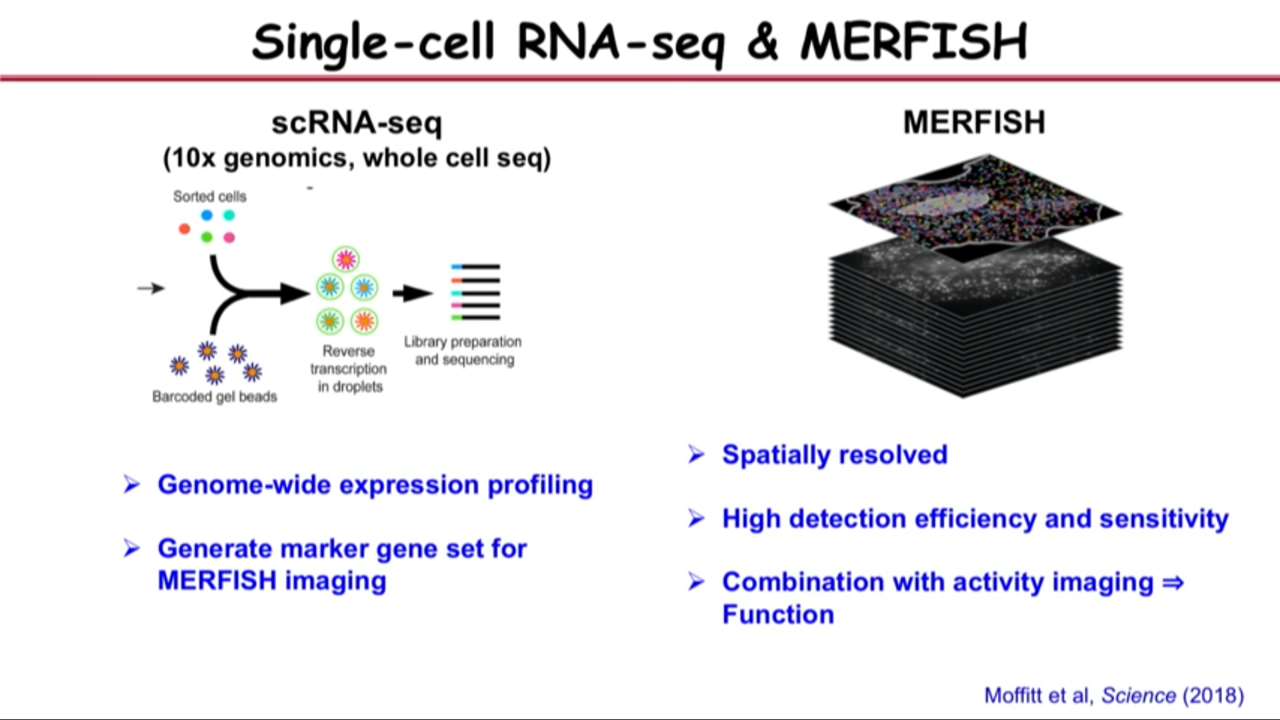 Single-cell RNA-seq & MERFISH
scRNA-seq
(10x genomics, whole cell seq)
Sorted cells
Barcoded gel beads
Reverse
transcription
in droplets
Library preparation
and sequencing
➢ Genome-wide expression profiling
➢ Generate marker gene set for
MERFISH imaging
MERFISH
➢ Spatially resolved
➢ High detection efficiency and sensitivity
➢ Combination with activity imaging ⇒
Function
Moffitt et al, Science (2018)